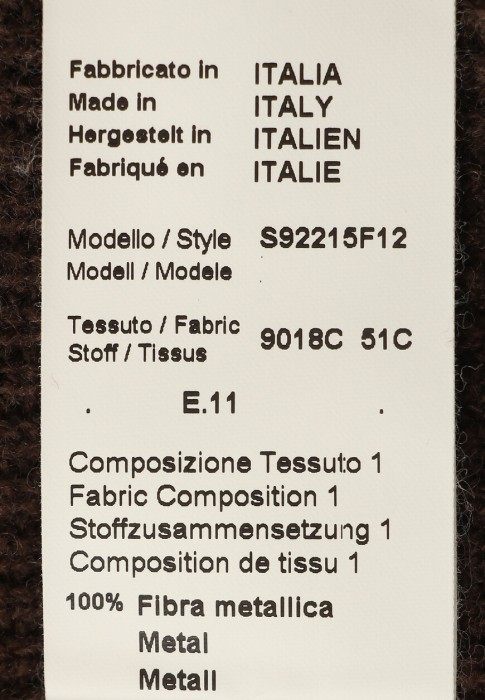 Fabbricato in ITALIA
Made in ITALY
Hergestelt in ITALIEN
Fabriqué en ITALIE
Modello / Style S92215F12
Modell / Modele
Tessuto / Fabric 9018C 51C
Stoff / Tissus
E.11
Composizione Tessuto 1
Fabric Composition 1
Stoffzusammensetzung 1
Composition de tissu 1
100% Fibra metallica
Metal
Metall